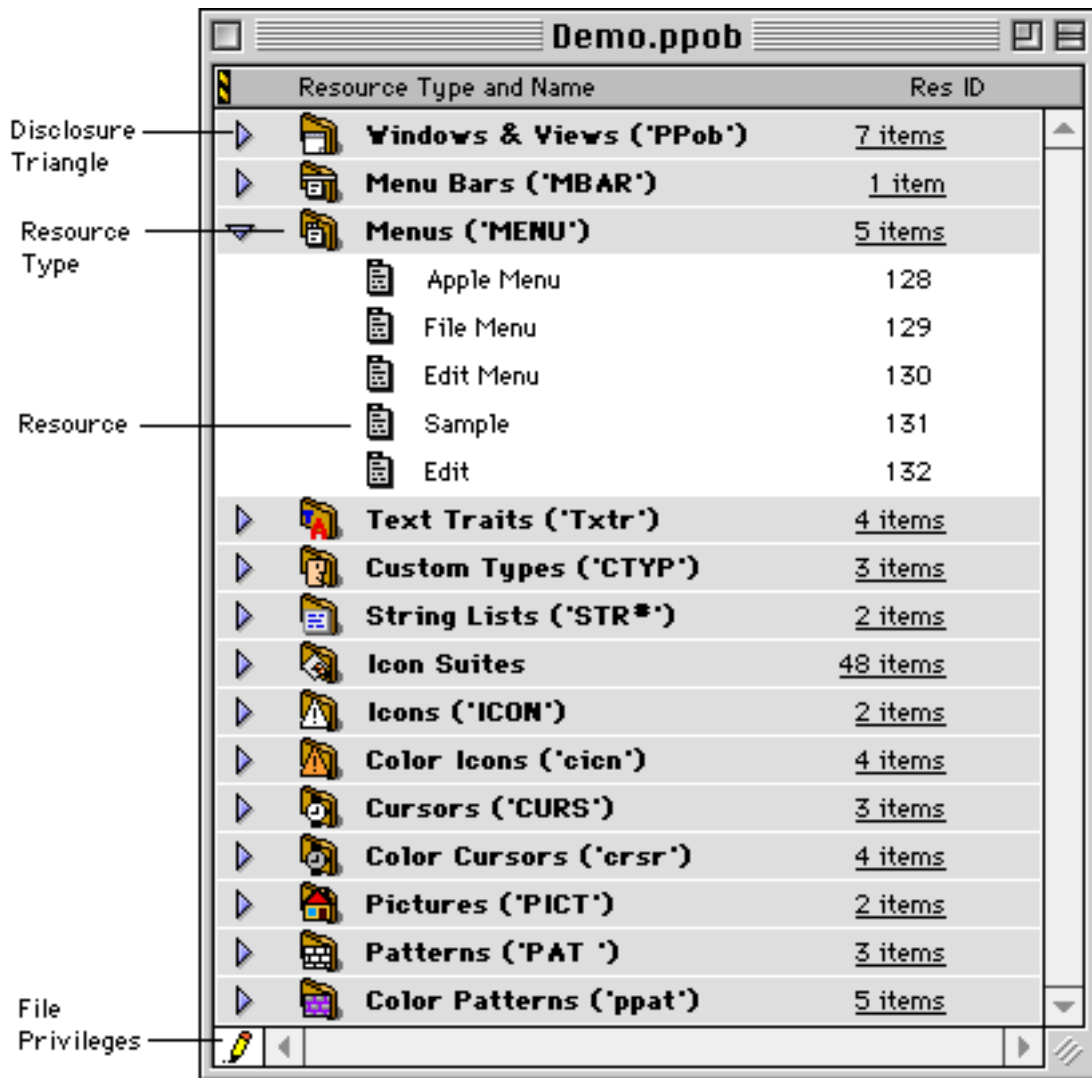 Demo.ppob
Resource Type and Name Res ID
Disclosure Triangle
Windows & Views ('PPob') 7 items
Menu Bars ('MBAR') 1 item
Resource Type
Menus ('MENU') 5 items
Apple Menu 128
File Menu 129
Edit Menu 130
Resource
Sample 131
Edit 132
Text Traits ('Txtr') 4 items
Custom Types ('CTYP') 3 items
String Lists ('STR#') 2 items
Icon Suites 48 items
Icons ('ICON') 2 items
Color Icons ('cicn') 4 items
Cursors ('CURS') 3 items
Color Cursors ('crsr') 4 items
Pictures ('PICT') 2 items
Patterns ('PAT ') 3 items
Color Patterns ('ppat') 5 items
File
Privileges